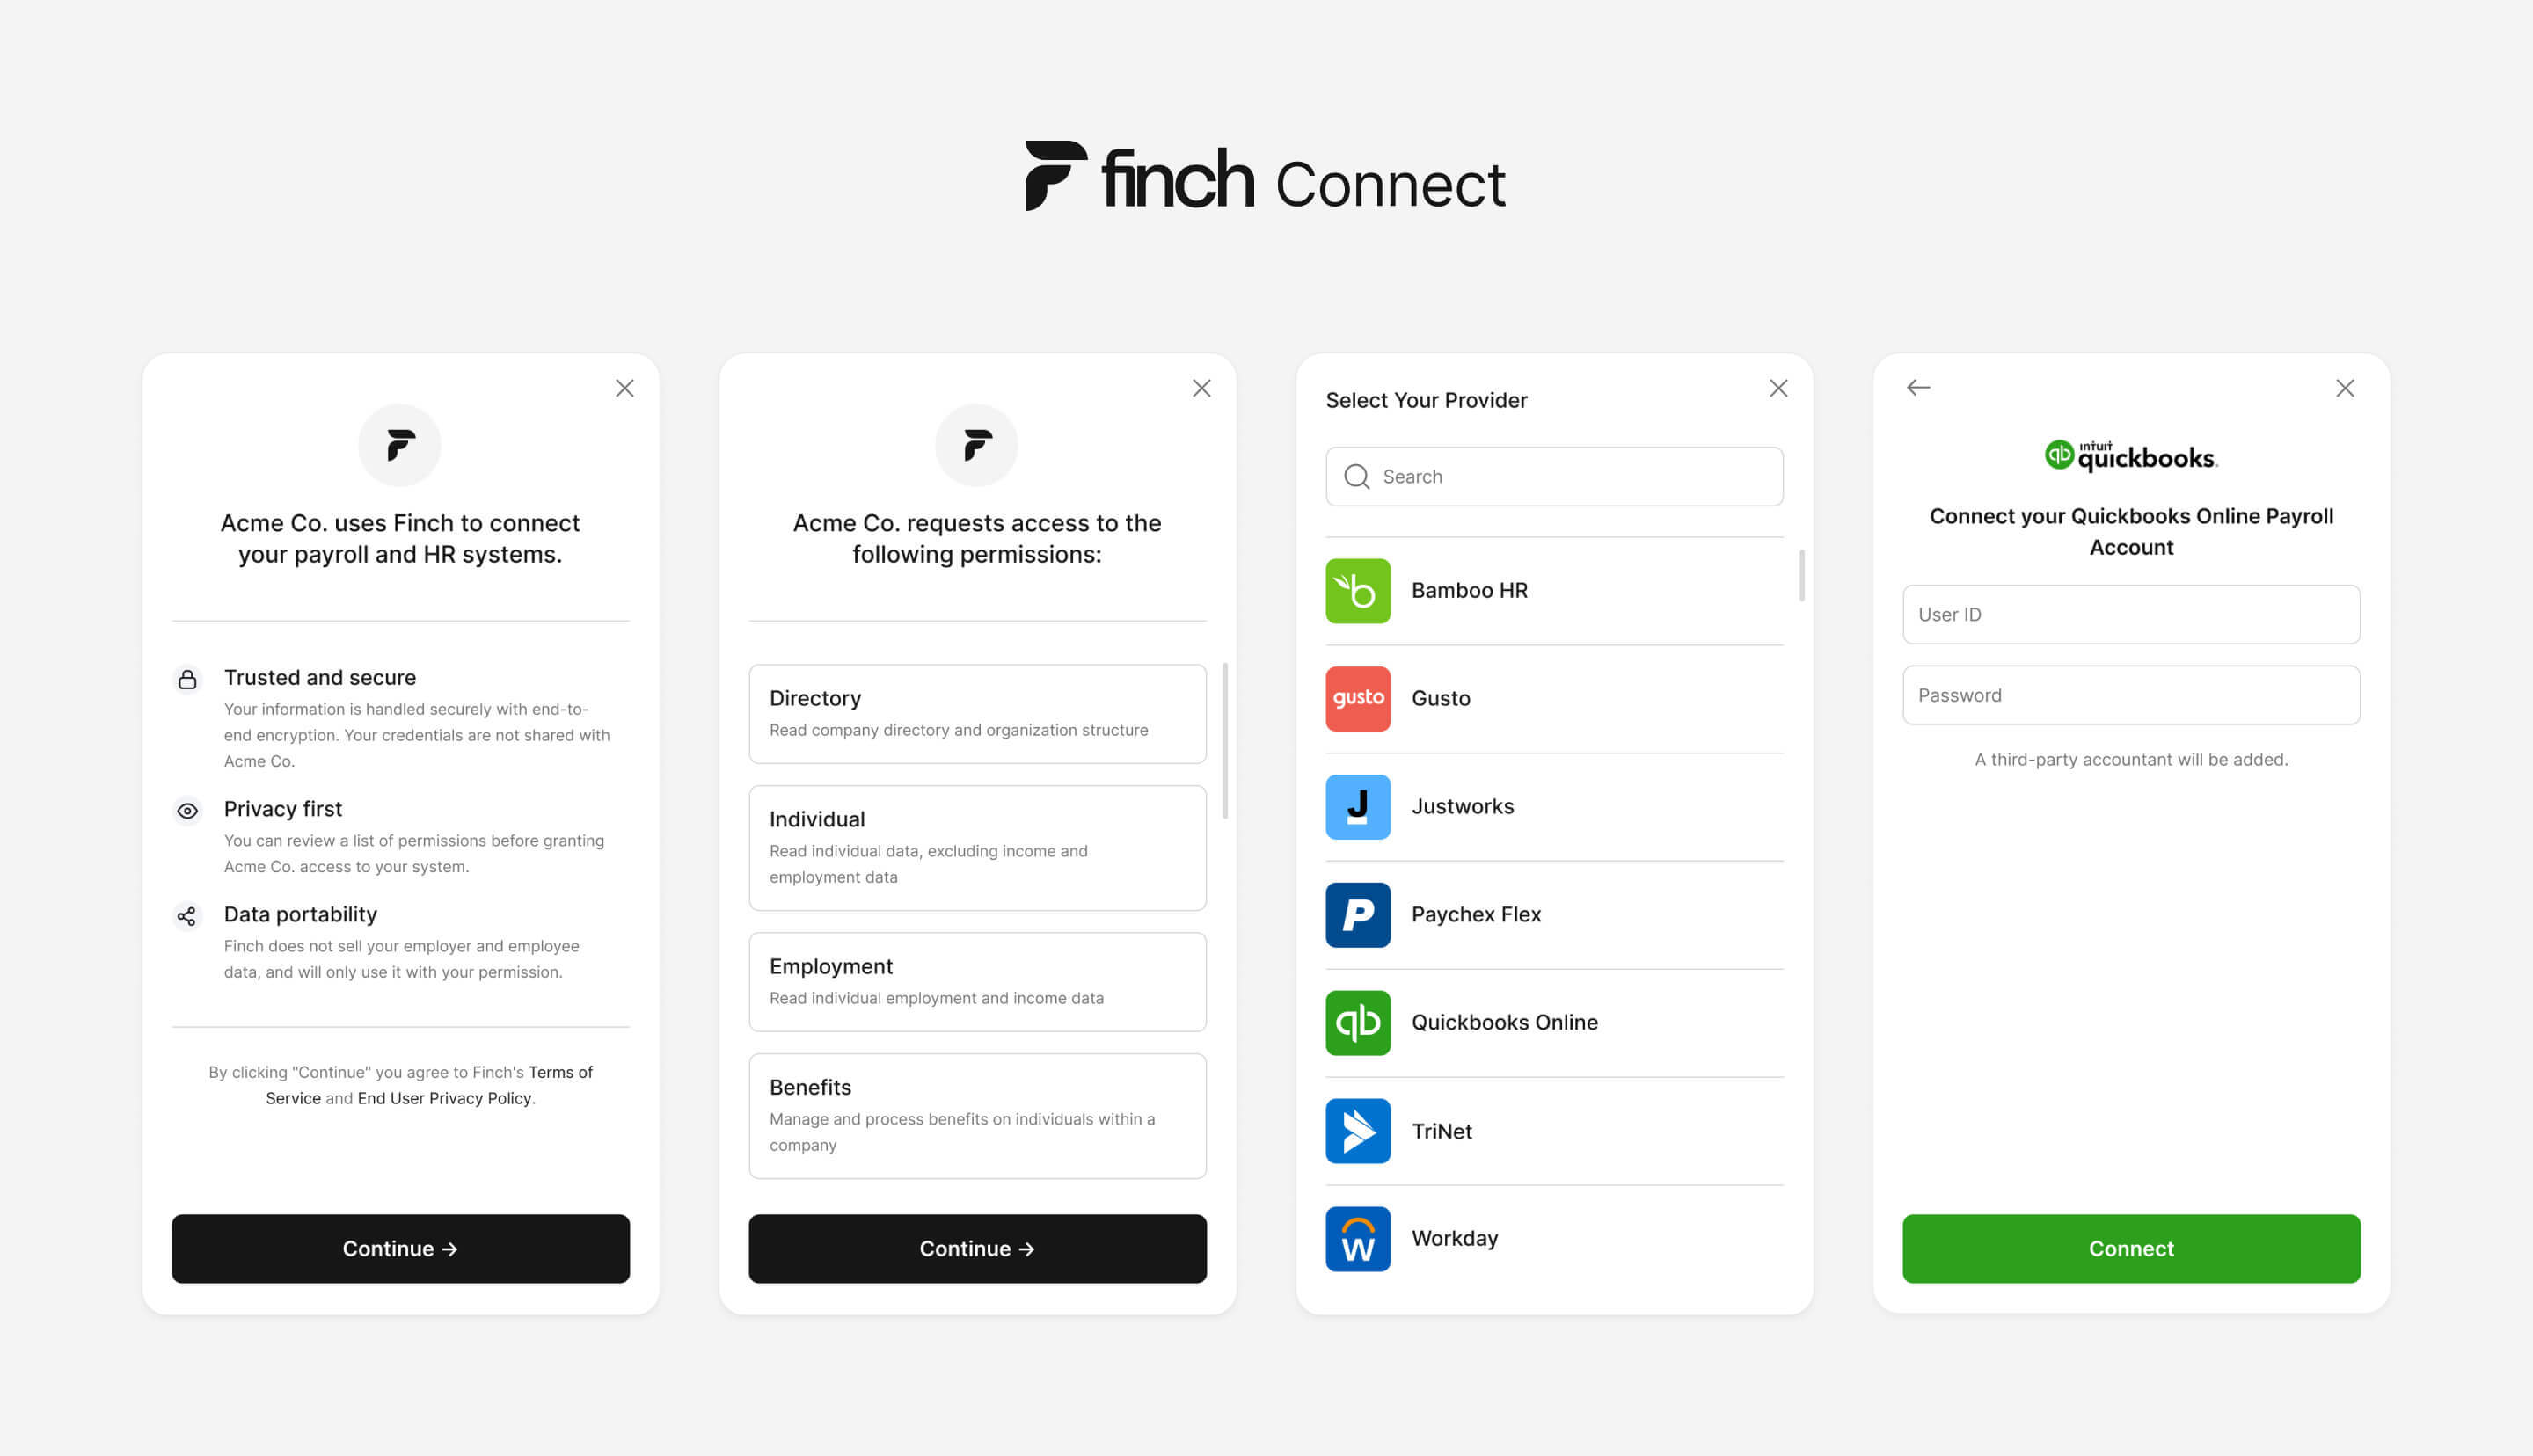 finch Connect
Acme Co. uses Finch to connect
your payroll and HR systems.
Trusted and secure
Your information is handled securely with end-to-
end encryption. Your credentials are not shared with
Acme Co.
Privacy first
You can review a list of permissions before granting
Acme Co. access to your system.
Data portability
Finch does not sell your employer and employee
data, and will only use it with your permission.
By clicking "Continue" you agree to Finch's Terms of
Service and End User Privacy Policy.
Continue →
Acme Co. requests access to the
following permissions:
Directory
Read company directory and organization structure
Individual
Read individual data, excluding income and
employment data
Employment
Read individual employment and income data
Benefits
Manage and process benefits on individuals within a
company
Continue →
Select Your Provider
Search
b
Bamboo HR
gusto
Gusto
J
Justworks
P
Paychex Flex
qb
Quickbooks Online
TriNet
W
Workday
qb intuit quickbooks.
Connect your Quickbooks Online Payroll
Account
User ID
Password
A third-party accountant will be added.
Connect